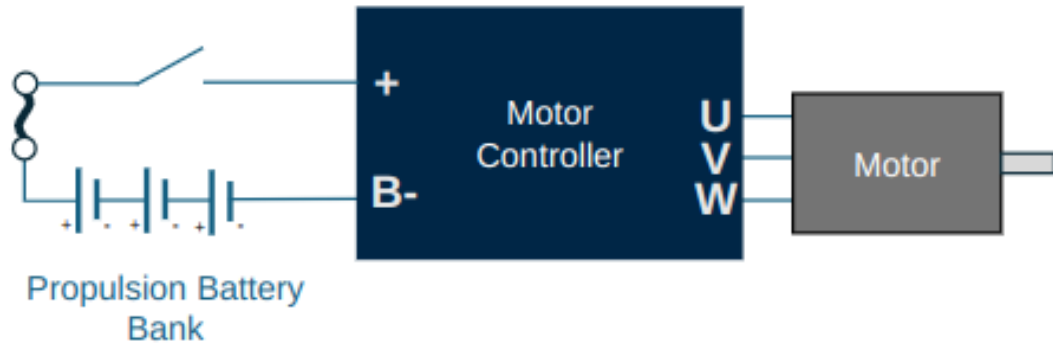 +
Motor
Controller
B-
U
V
W
Motor
+ - + - + -
Propulsion Battery
Bank